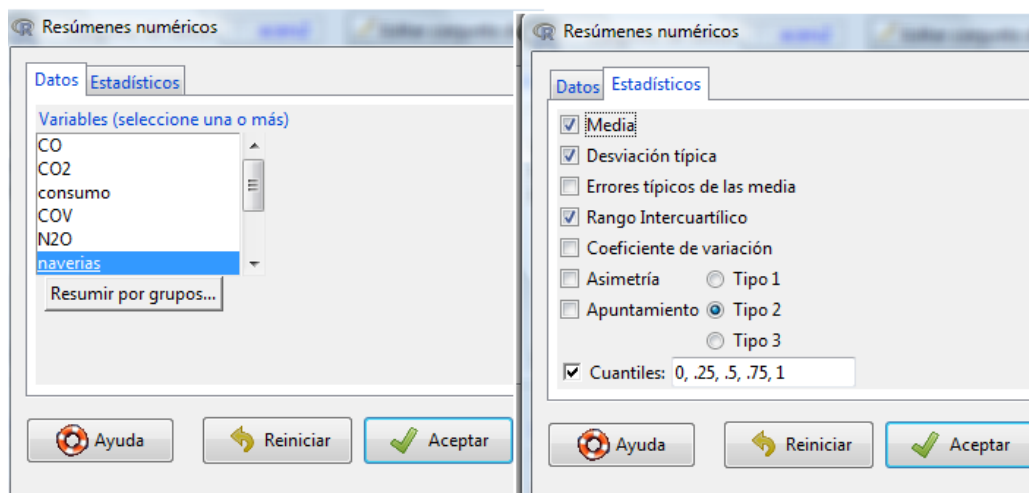 Resúmenes numéricos
Datos Estadísticos
Variables (seleccione una o más)
CO
CO2
consumo
COV
N2O
naverias
Resumir por grupos...
Ayuda Reiniciar Aceptar
Resúmenes numéricos
Datos Estadísticos
Media
Desviación típica
Errores típicos de las media
Rango Intercuartílico
Coeficiente de variación
Asimetría Tipo 1
Apuntamiento Tipo 2
Tipo 3
Cuantiles: 0, .25, .5, .75, 1
Ayuda Reiniciar Aceptar